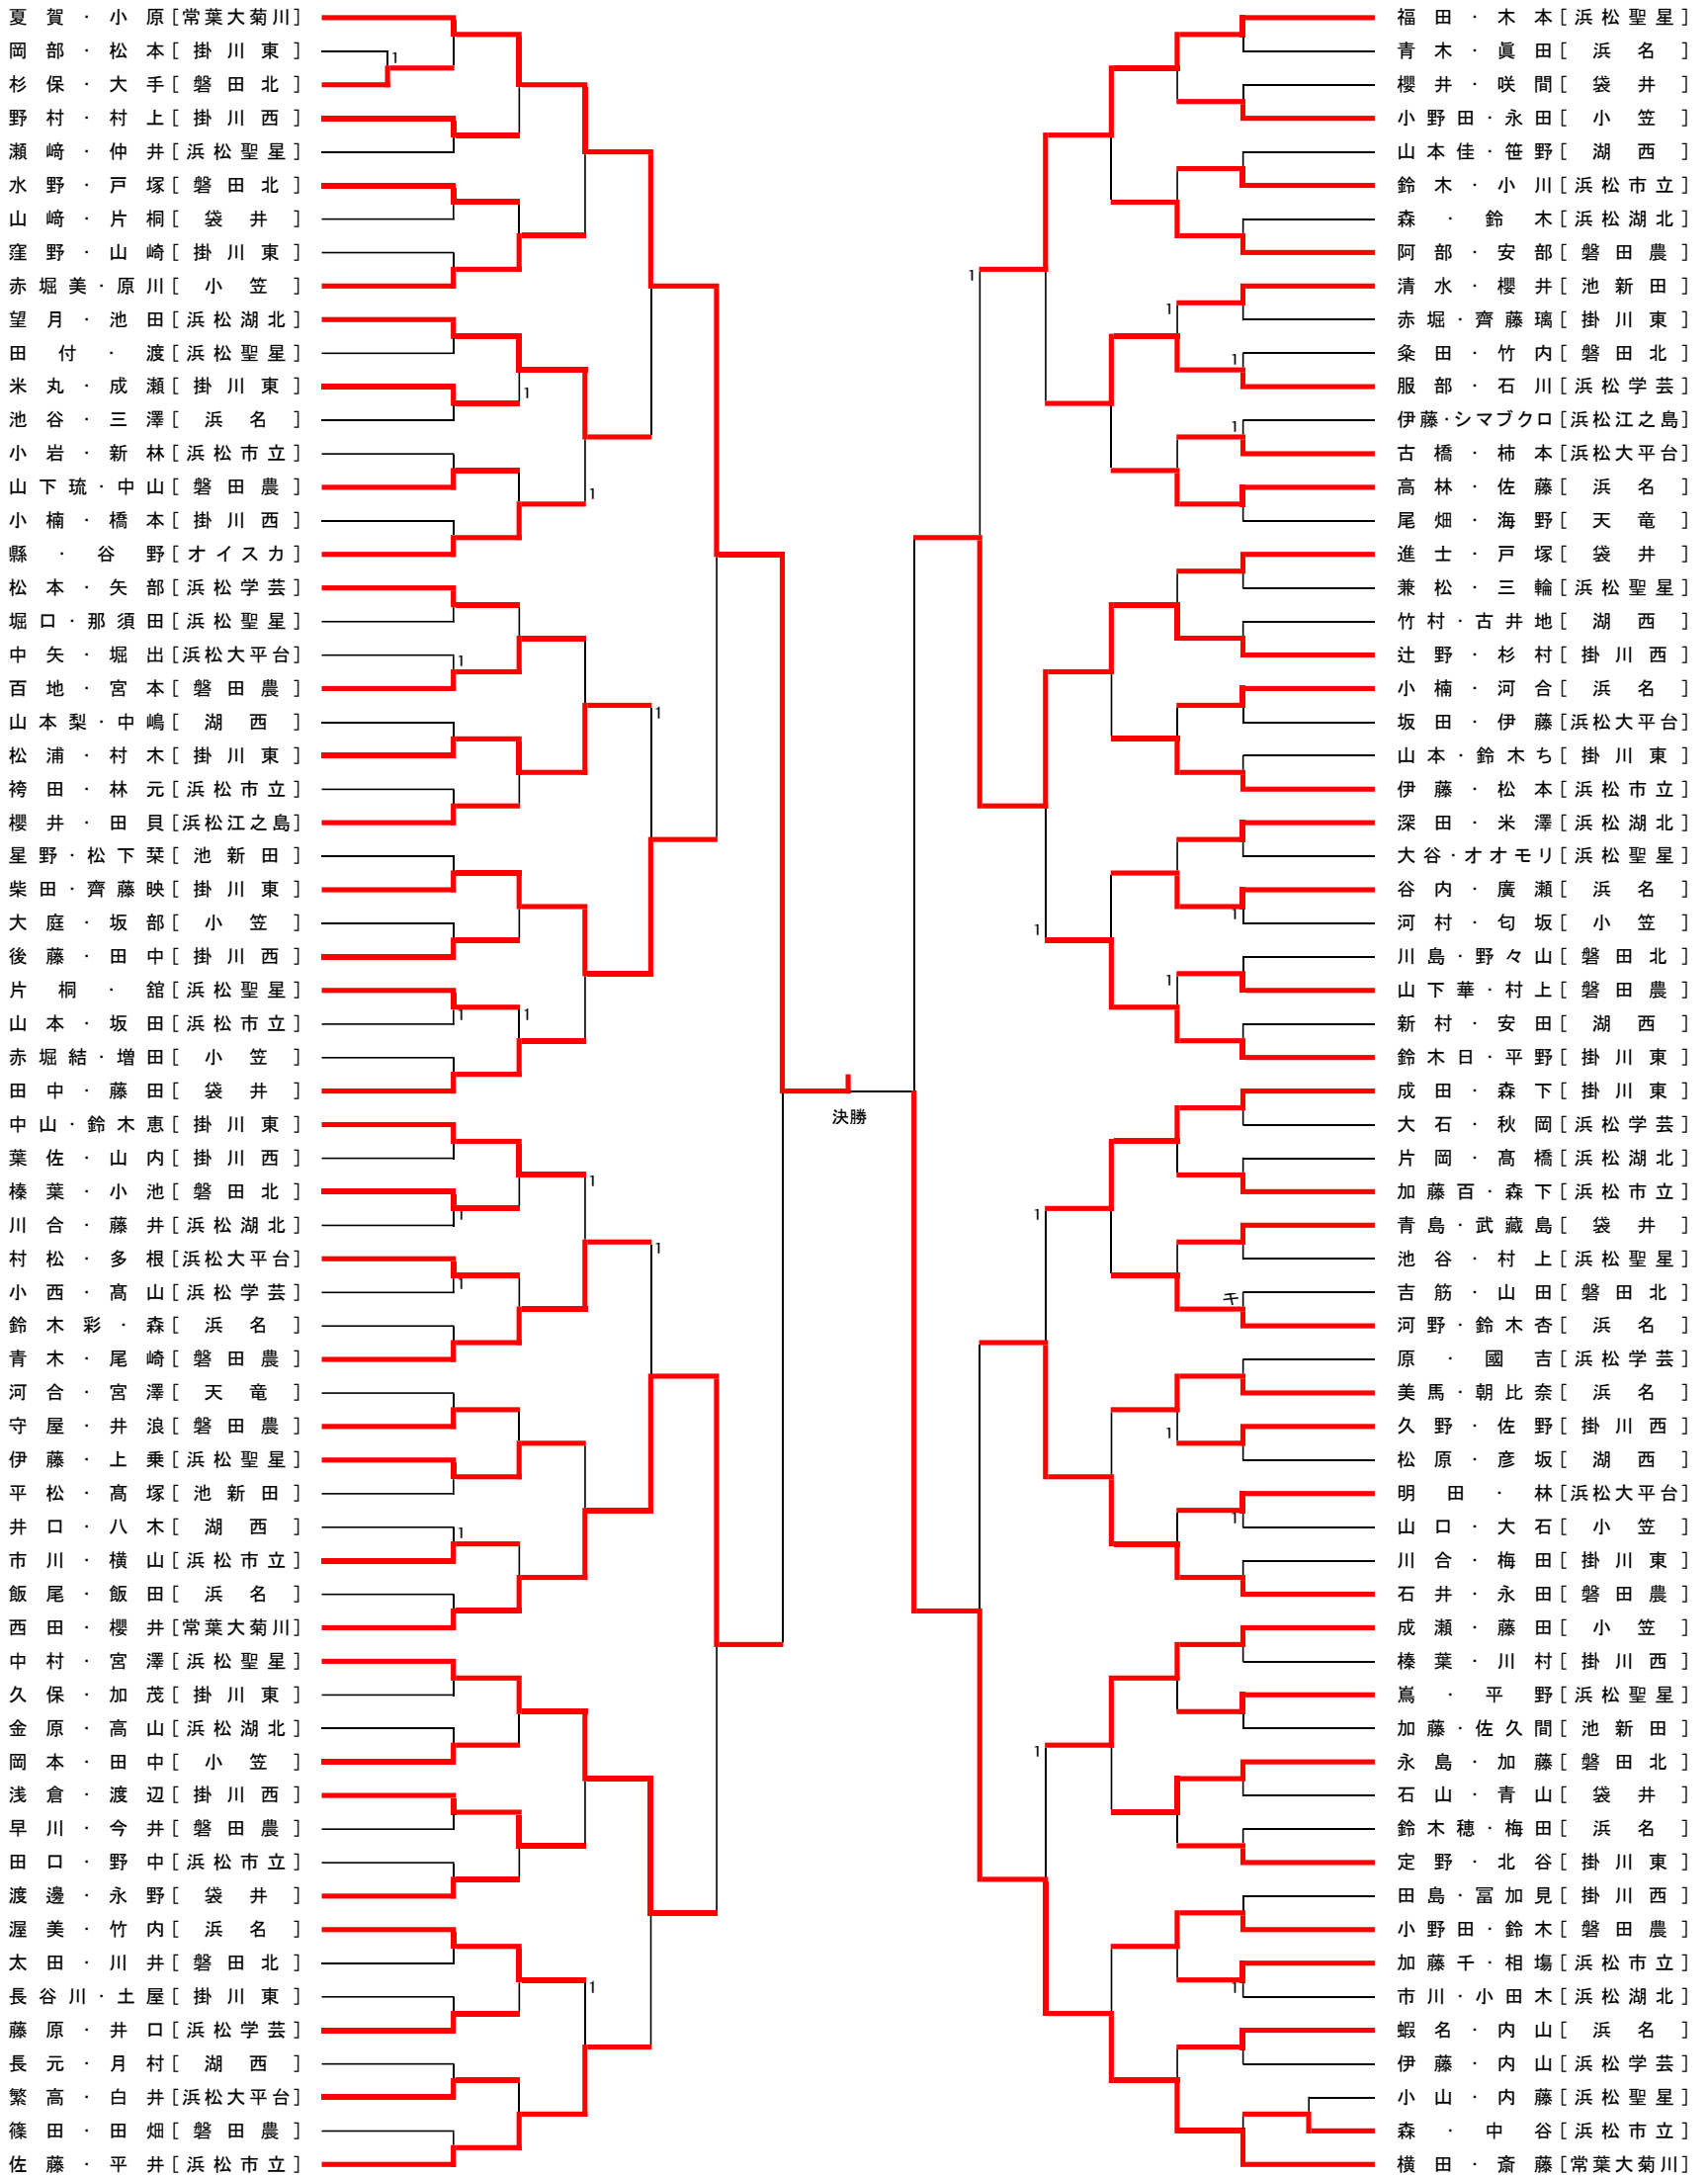 夏賀・小原[常葉大菊川]
岡部・松本[掛川東]
1
杉保・大手[磐田北]
野村・村上[掛川西]
瀬﨑・仲井[浜松聖星]
水野・戸塚[磐田北]
山﨑・片桐[袋井]
窪野・山崎[掛川東]
赤堀美・原川[小笠]
望月・池田[浜松湖北]
田付・渡[浜松聖星]
米丸・成瀬[掛川東]
1
池谷・三澤[浜名]
小岩・新林[浜松市立]
山下琉・中山[磐田農]
1
小楠・橋本[掛川西]
縣・谷野[オイスカ]
松本・矢部[浜松学芸]
堀口・那須田[浜松聖星]
中矢・堀出[浜松大平台]
1
百地・宮本[磐田農]
山本梨・中嶋[湖西]
1
松浦・村木[掛川東]
袴田・林元[浜松市立]
櫻井・田貝[浜松江之島]
星野・松下栞[池新田]
柴田・齊藤映[掛川東]
大庭・坂部[小笠]
後藤・田中[掛川西]
片桐・舘[浜松聖星]
山本・坂田[浜松市立]
1
1
赤堀結・増田[小笠]
田中・藤田[袋井]
決勝
中山・鈴木恵[掛川東]
葉佐・山内[掛川西]
1
榛葉・小池[磐田北]
川合・藤井[浜松湖北]
1
村松・多根[浜松大平台]
1
小西・髙山[浜松学芸]
1
鈴木彩・森[浜名]
青木・尾崎[磐田農]
河合・宮澤[天竜]
守屋・井浪[磐田農]
伊藤・上乗[浜松聖星]
平松・髙塚[池新田]
井口・八木[湖西]
1
市川・横山[浜松市立]
飯尾・飯田[浜名]
西田・櫻井[常葉大菊川]
中村・宮澤[浜松聖星]
久保・加茂[掛川東]
金原・高山[浜松湖北]
岡本・田中[小笠]
浅倉・渡辺[掛川西]
早川・今井[磐田農]
田口・野中[浜松市立]
渡邊・永野[袋井]
渥美・竹内[浜名]
太田・川井[磐田北]
1
長谷川・土屋[掛川東]
藤原・井口[浜松学芸]
長元・月村[湖西]
繁高・白井[浜松大平台]
篠田・田畑[磐田農]
佐藤・平井[浜松市立]
福田・木本[浜松聖星]
青木・眞田[浜名]
櫻井・咲間[袋井]
小野田・永田[小笠]
山本佳・笹野[湖西]
鈴木・小川[浜松市立]
森・鈴木[浜松湖北]
阿部・安部[磐田農]
1
清水・櫻井[池新田]
1
赤堀・齊藤璃[掛川東]
粂田・竹内[磐田北]
1
服部・石川[浜松学芸]
伊藤・シマブクロ[浜松江之島]
1
古橋・柿本[浜松大平台]
高林・佐藤[浜名]
尾畑・海野[天竜]
進士・戸塚[袋井]
兼松・三輪[浜松聖星]
竹村・古井地[湖西]
辻野・杉村[掛川西]
小楠・河合[浜名]
坂田・伊藤[浜松大平台]
山本・鈴木ち[掛川東]
伊藤・松本[浜松市立]
深田・米澤[浜松湖北]
大谷・オオモリ[浜松聖星]
谷内・廣瀬[浜名]
1
河村・匂坂[小笠]
1
川島・野々山[磐田北]
1
山下華・村上[磐田農]
新村・安田[湖西]
鈴木日・平野[掛川東]
成田・森下[掛川東]
大石・秋岡[浜松学芸]
片岡・髙橋[浜松湖北]
加藤百・森下[浜松市立]
1
青島・武藏島[袋井]
池谷・村上[浜松聖星]
吉筋・山田[磐田北]
キ
河野・鈴木杏[浜名]
原・國吉[浜松学芸]
美馬・朝比奈[浜名]
久野・佐野[掛川西]
1
松原・彦坂[湖西]
明田・林[浜松大平台]
1
山口・大石[小笠]
川合・梅田[掛川東]
石井・永田[磐田農]
成瀬・藤田[小笠]
榛葉・川村[掛川西]
嶌・平野[浜松聖星]
加藤・佐久間[池新田]
1
永島・加藤[磐田北]
石山・青山[袋井]
鈴木穂・梅田[浜名]
定野・北谷[掛川東]
田島・冨加見[掛川西]
小野田・鈴木[磐田農]
加藤千・相塲[浜松市立]
1
市川・小田木[浜松湖北]
蝦名・内山[浜名]
伊藤・内山[浜松学芸]
小山・内藤[浜松聖星]
森・中谷[浜松市立]
横田・斎藤[常葉大菊川]